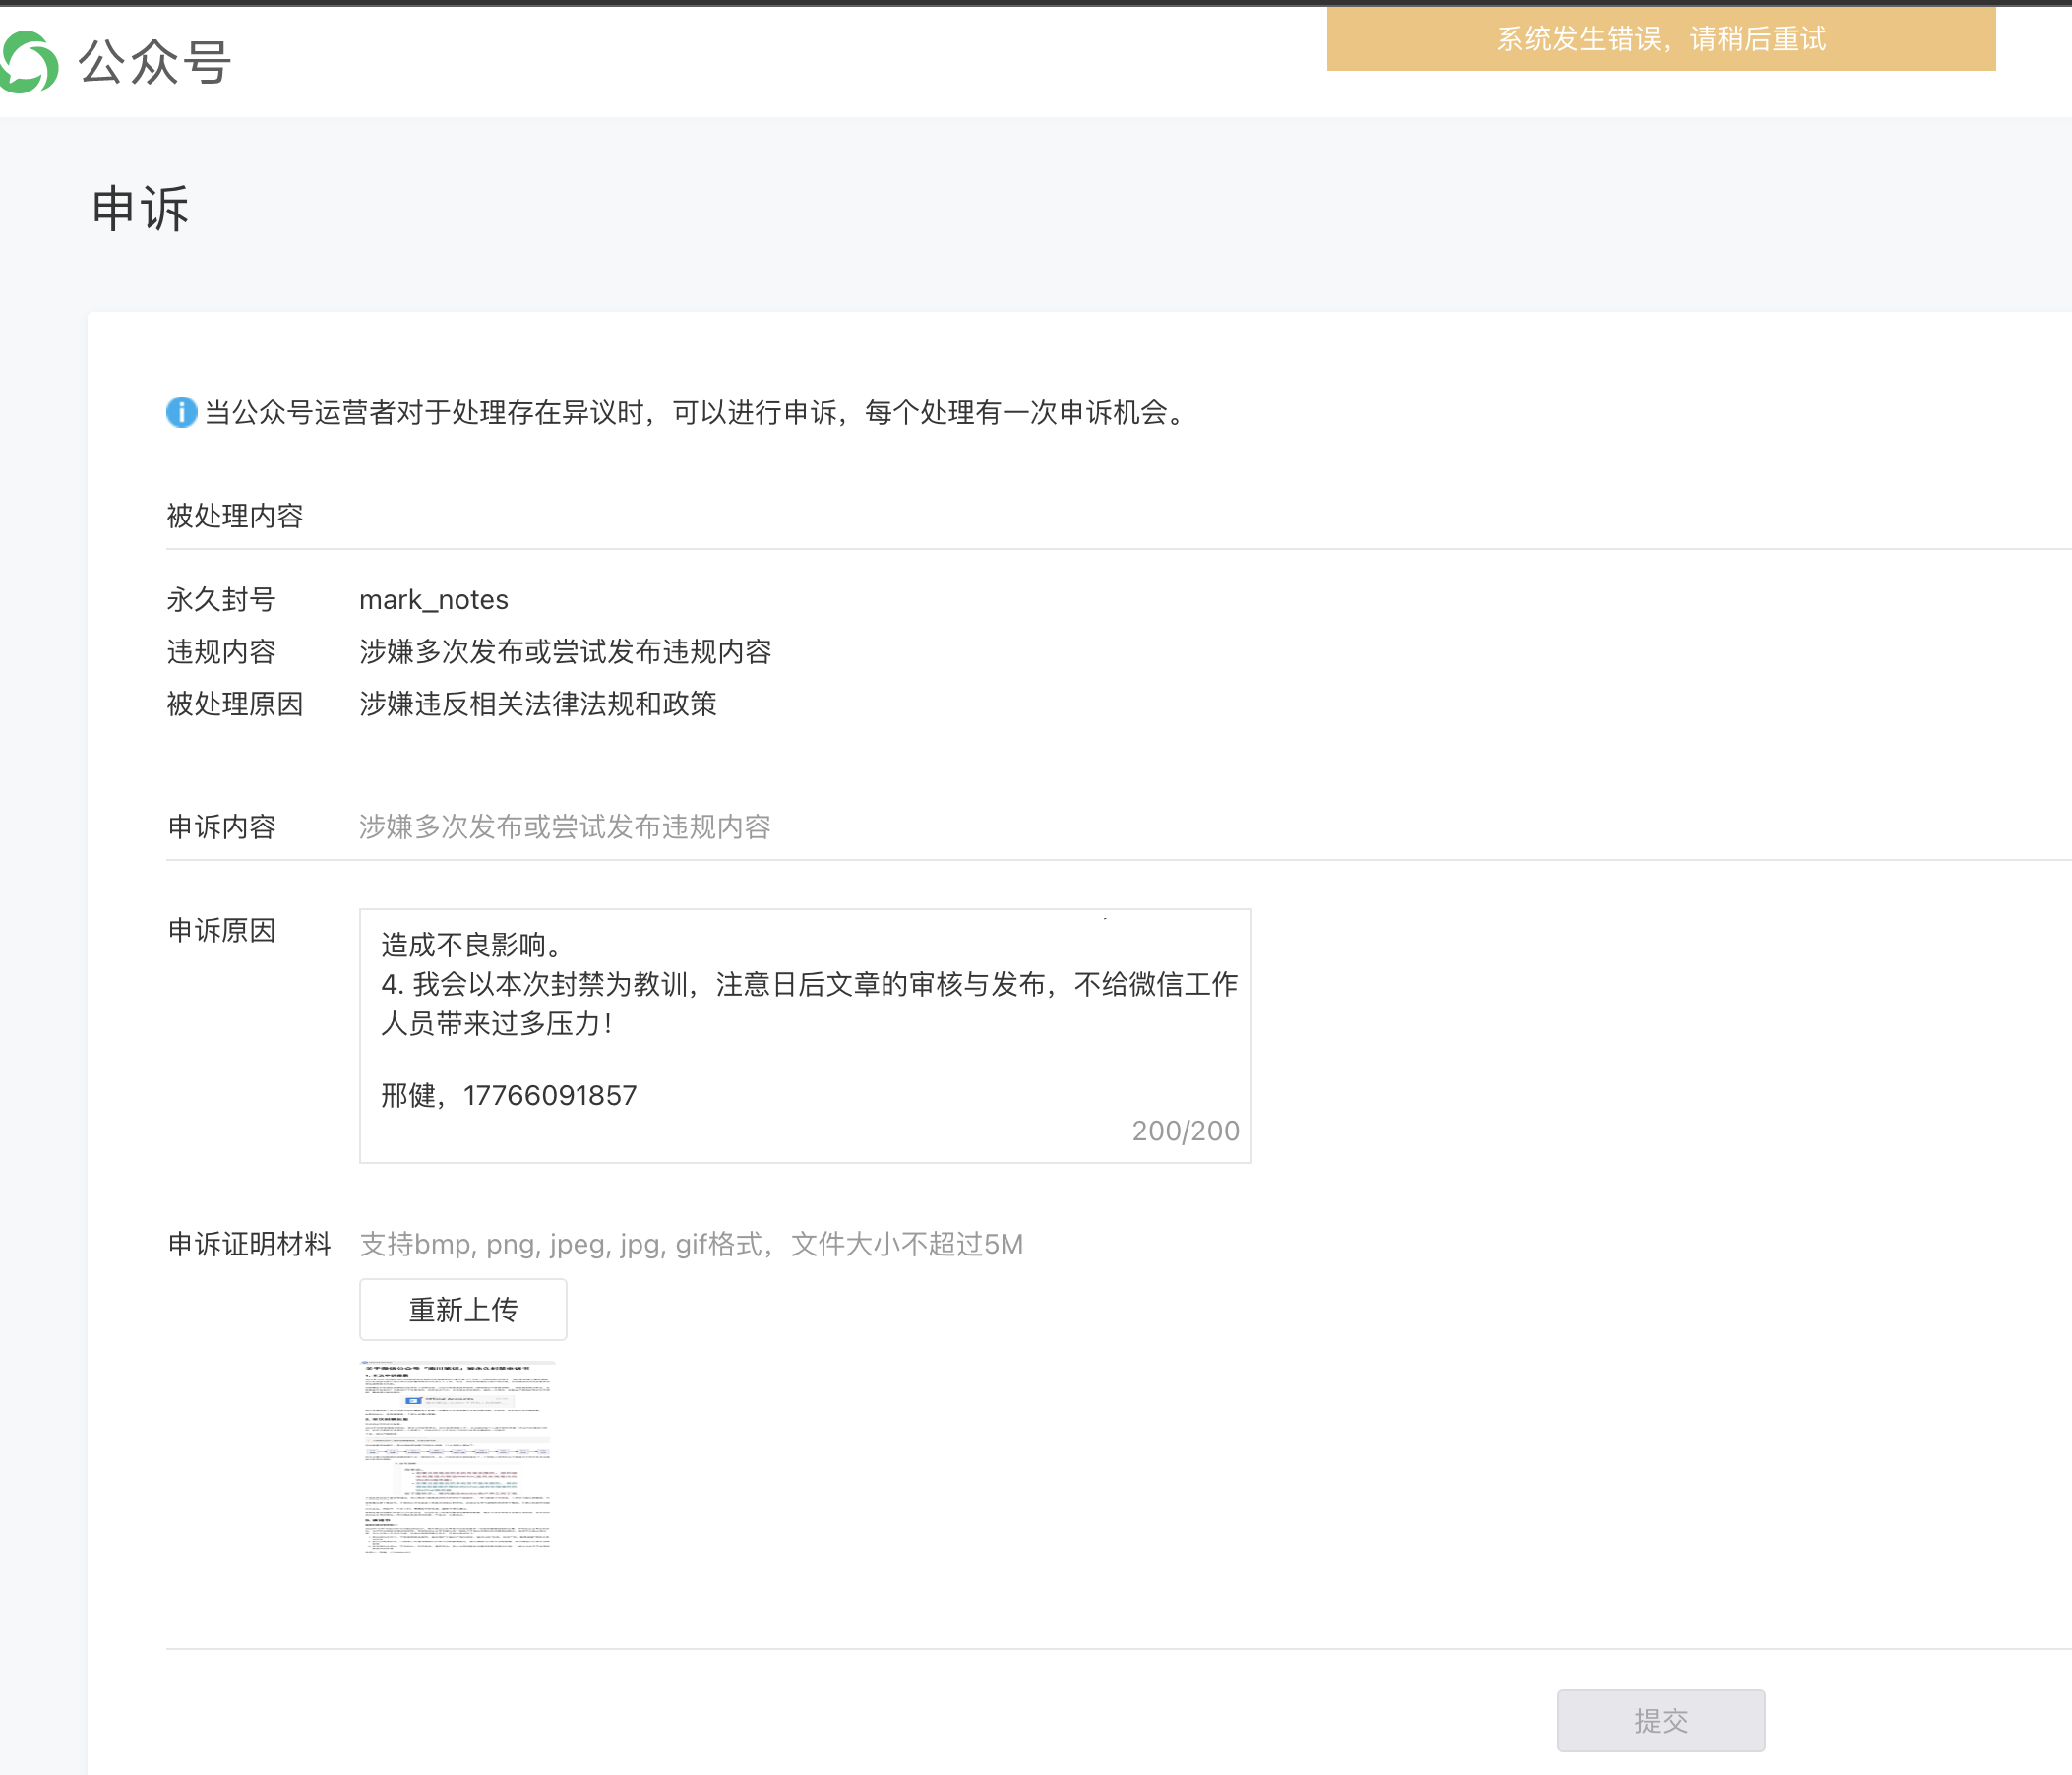 公众号
系统发生错误，请稍后重试
申诉
当公众号运营者对于处理存在异议时，可以进行申诉，每个处理有一次申诉机会。
被处理内容
永久封号 mark_notes
违规内容 涉嫌多次发布或尝试发布违规内容
被处理原因 涉嫌违反相关法律法规和政策
申诉内容 涉嫌多次发布或尝试发布违规内容
申诉原因
造成不良影响。
4. 我会以本次封禁为教训，注意日后文章的审核与发布，不给微信工作
人员带来过多压力！
邢健，17766091857
200/200
申诉证明材料 支持bmp, png, jpeg, jpg, gif格式，文件大小不超过5M
重新上传
提交